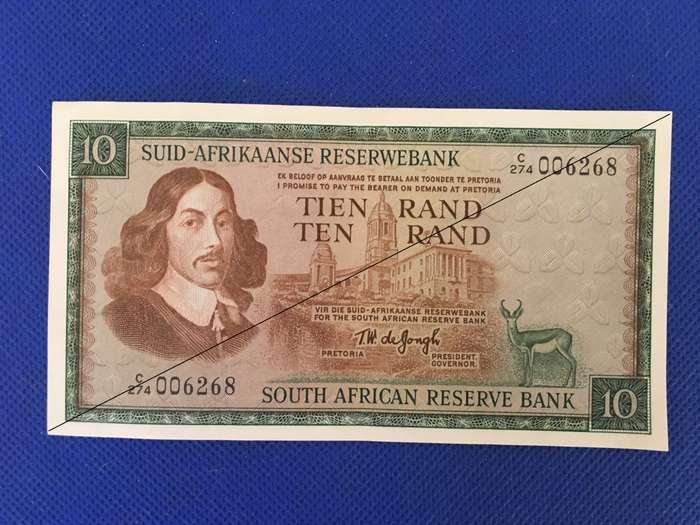 10
SUID-AFRIKAANSE RESERWEBANK
C/274 006268
EK BELOOF OP AANVRAAG TE BETAAL AAN TOONDER TE PRETORIA
I PROMISE TO PAY THE BEARER ON DEMAND AT PRETORIA
TIEN RAND
TEN RAND
VIR DIE SUID-AFRIKAANSE RESERWEBANK
FOR THE SOUTH AFRICAN RESERVE BANK
T.W. de Jongh
PRETORIA
PRESIDENT.
GOVERNOR.
C/274 006268
SOUTH AFRICAN RESERVE BANK
10